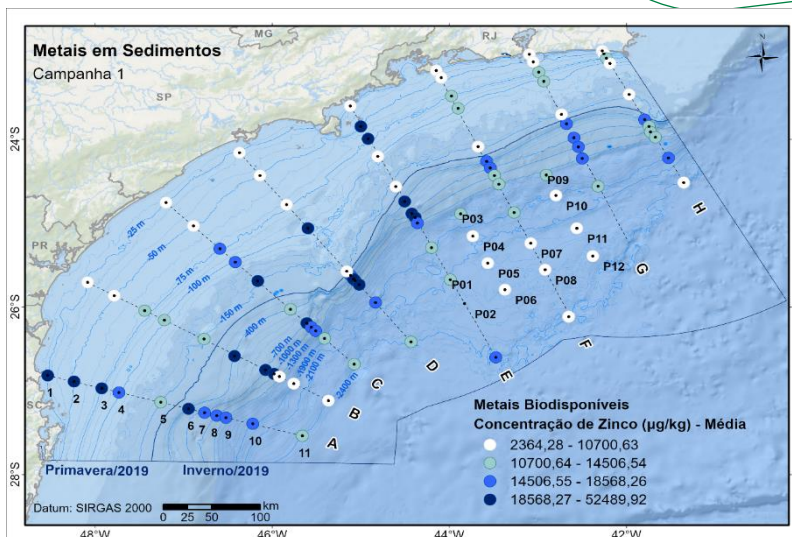 MG
RJ
Metais em Sedimentos
Campanha 1
SP
24°S
PR
-25 m
-50 m
-75 m
-100 m
-150 m
-400 m
-700 m
-1000 m
-1300 m
-1900 m
-2100 m
-2400 m
P09
P10
P03
P04
P11
P07
P12
P05
P08
P01
P06
P02
H
G
F
E
D
C
B
A
26°S
SC
1
2
3
4
5
6
7
8
9
10
11
Metais Biodisponíveis
Concentração de Zinco (µg/kg) - Média
2364,28 - 10700,63
10700,64 - 14506,54
14506,55 - 18568,26
18568,27 - 52489,92
Primavera/2019
Inverno/2019
28°S
Datum: SIRGAS 2000
km
0 25 50 100
48°W
46°W
44°W
42°W